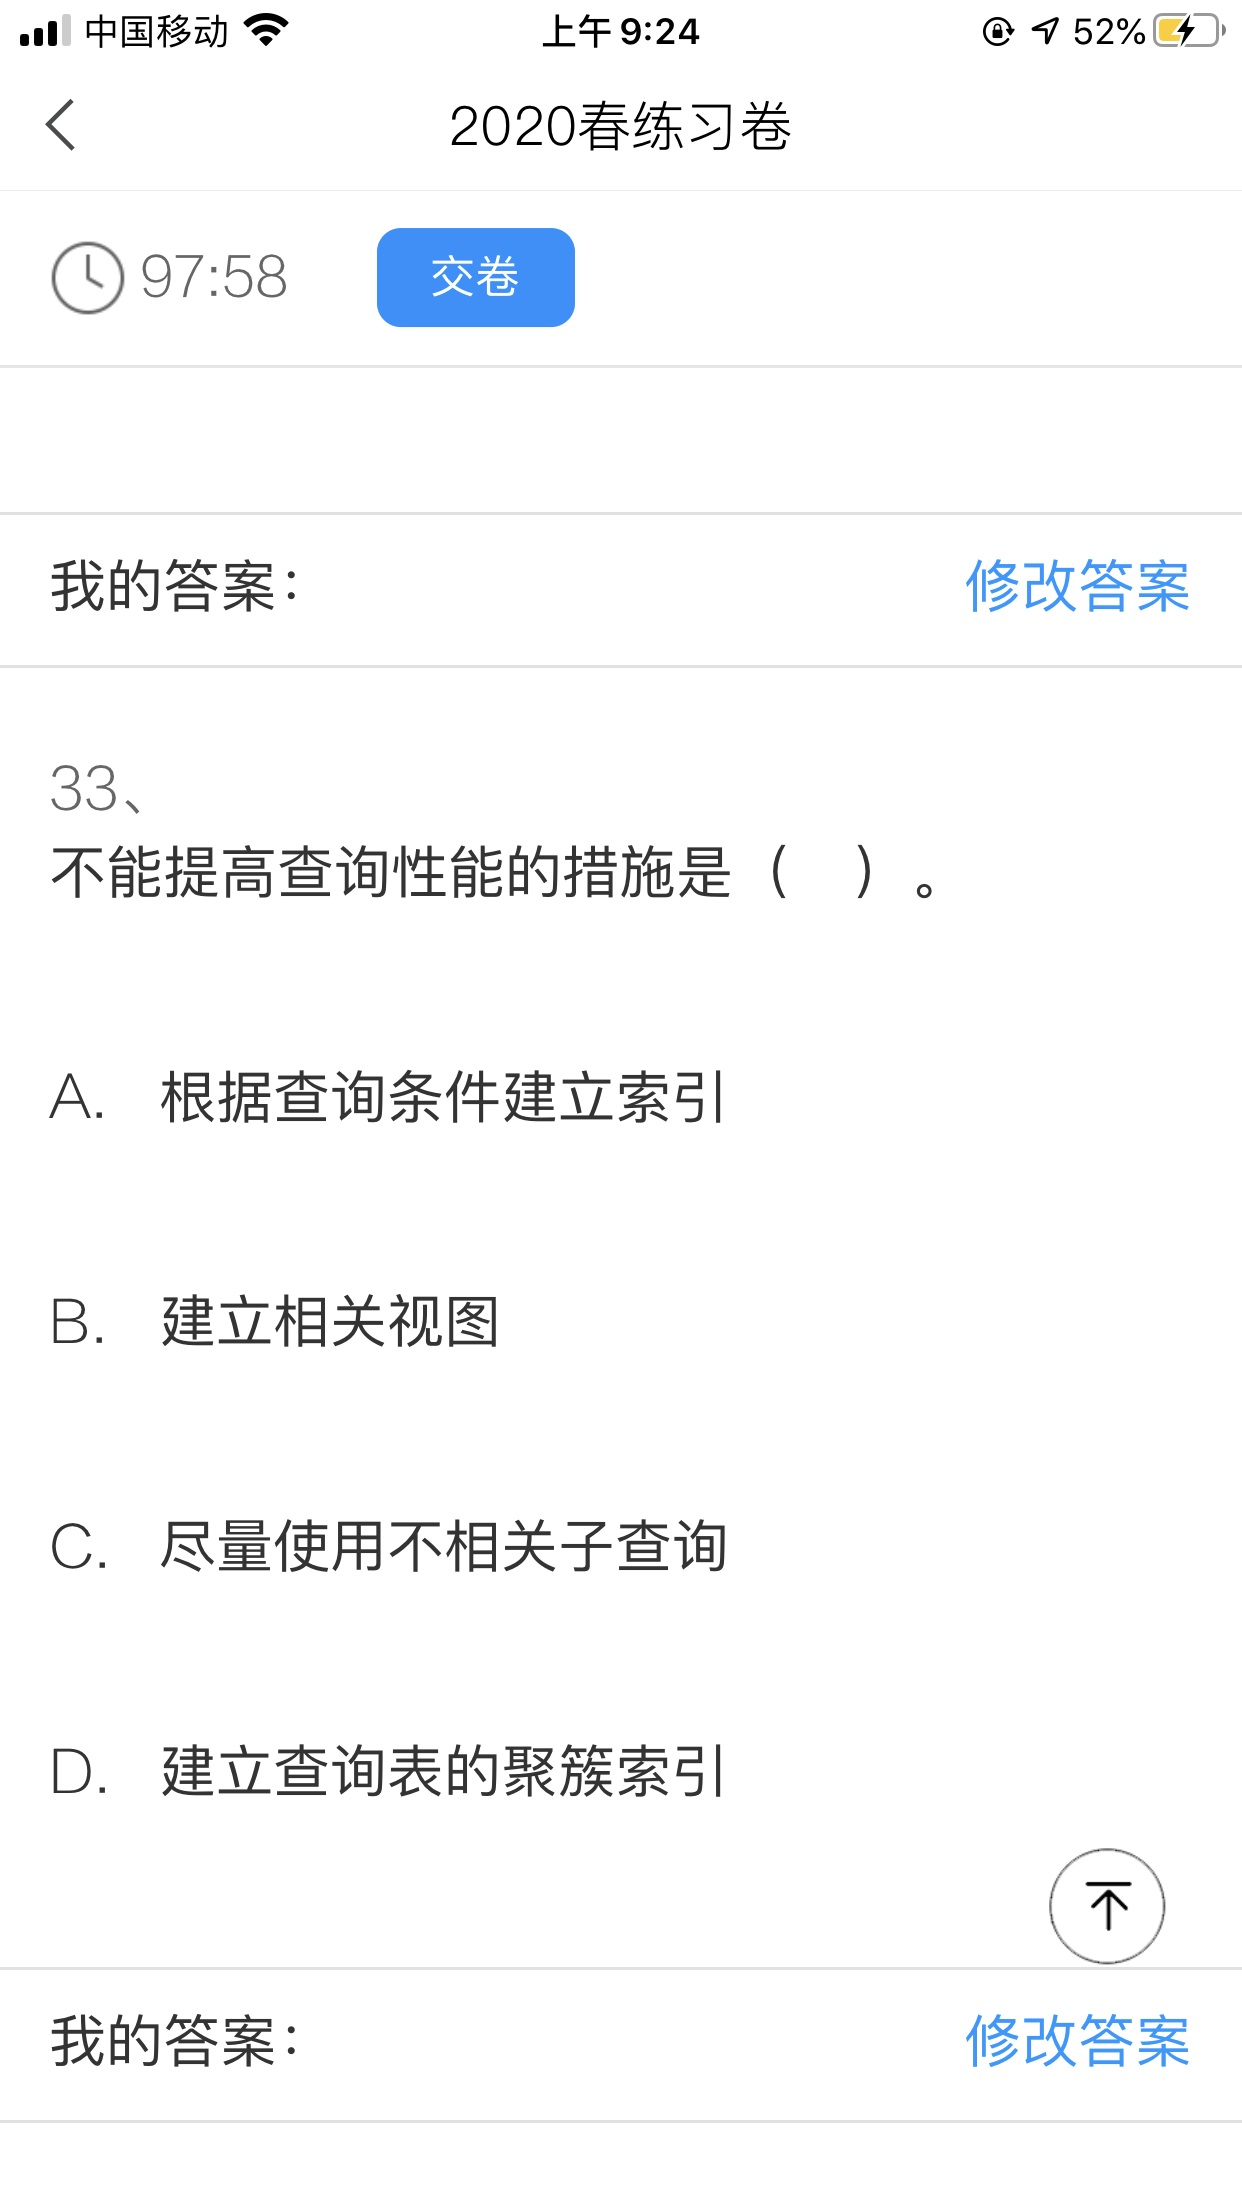 中国移动 上午 9:24 52%
2020春练习卷
97:58 交卷
我的答案: 修改答案
33、
不能提高查询性能的措施是（ ）。
A. 根据查询条件建立索引
B. 建立相关视图
C. 尽量使用不相关子查询
D. 建立查询表的聚簇索引
我的答案: 修改答案